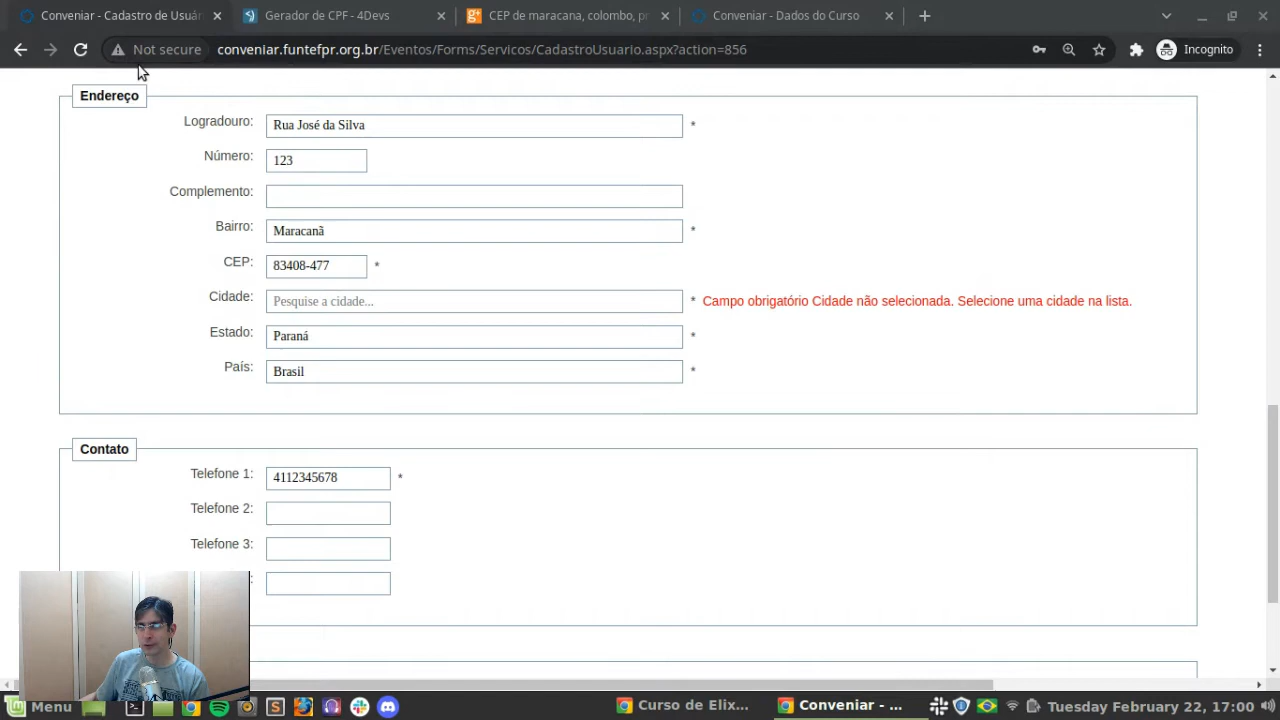 Conveniar - Cadastro de Usuár
Gerador de CPF - 4Devs
CEP de maracana, colombo, pr
Conveniar - Dados do Curso
Not secure
conveniar.funtefpr.org.br/Eventos/Forms/Servicos/CadastroUsuario.aspx?action=856
Incognito
Endereço
Logradouro: Rua José da Silva *
Número: 123
Complemento:
Bairro: Maracanã *
CEP: 83408-477 *
Cidade: Pesquise a cidade... * Campo obrigatório Cidade não selecionada. Selecione uma cidade na lista.
Estado: Paraná *
País: Brasil *
Contato
Telefone 1: 4112345678 *
Telefone 2:
Telefone 3:
Menu
Curso de Elix...
Conveniar - ...
Tuesday February 22, 17:00